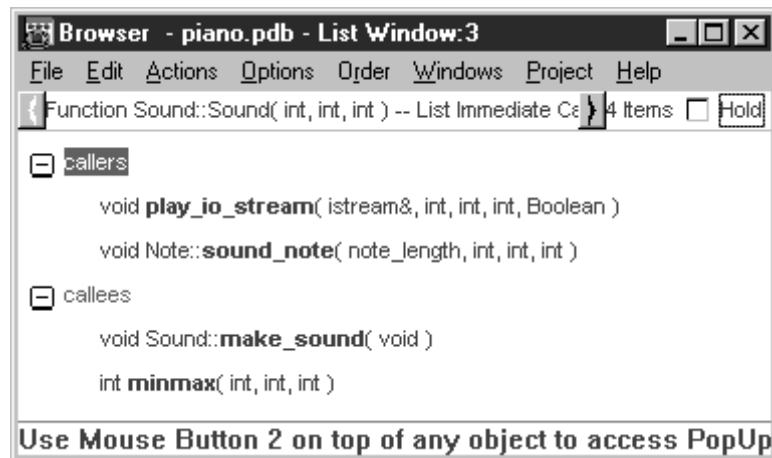 Browser - piano.pdb - List Window:3
File Edit Actions Options Order Windows Project Help
Function Sound::Sound( int, int, int ) -- List Immediate Ca 4 Items Hold
callers
void play_io_stream( istream&, int, int, int, Boolean )
void Note::sound_note( note_length, int, int, int )
callees
void Sound::make_sound( void )
int minmax( int, int, int )
Use Mouse Button 2 on top of any object to access PopUp